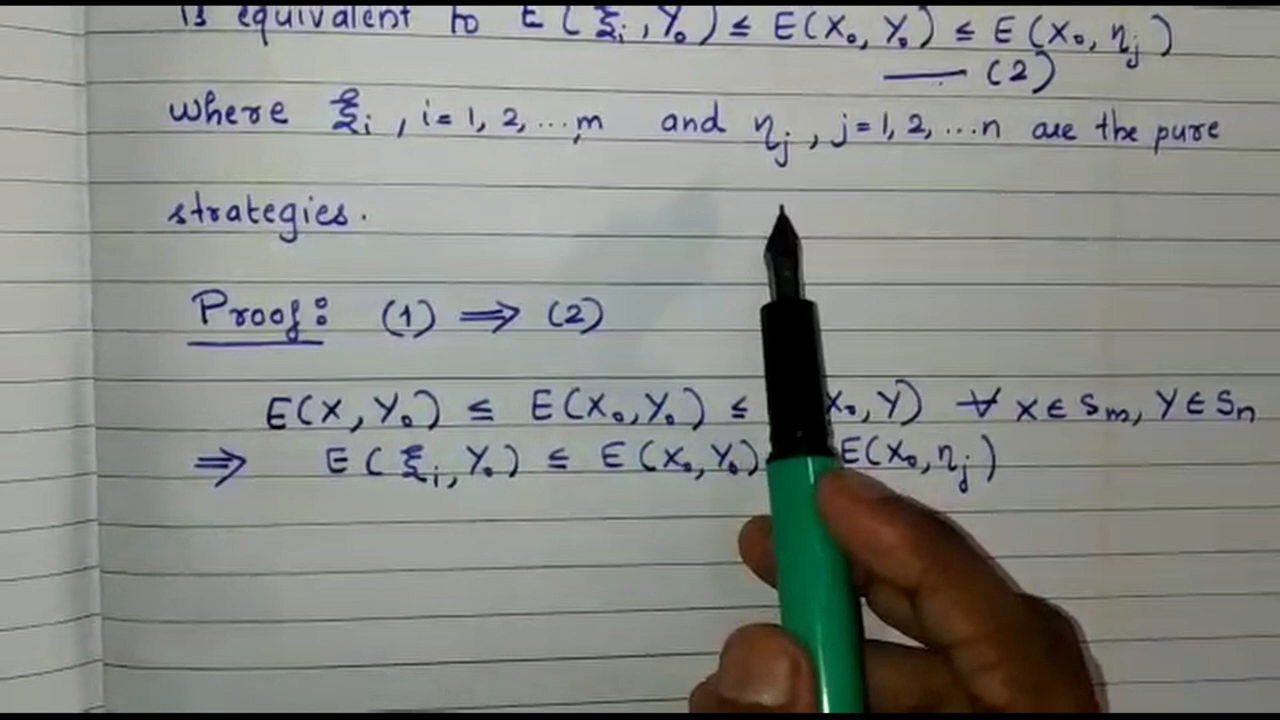 is equivalent to E(ξi, Y₀) ≤ E(X₀, Y₀) ≤ E(X₀, ηj)
—— (2)
where ξi, i=1, 2, ...,m and ηj, j=1, 2, ...n are the pure
strategies.
Proof: (1) ⟹ (2)
E(X, Y₀) ≤ E(X₀, Y₀) ≤ X₀, Y) ∀ X ∈ Sm, Y ∈ Sn
⟹ E(ξi, Y₀) ≤ E(X₀, Y₀) E(X₀, ηj)